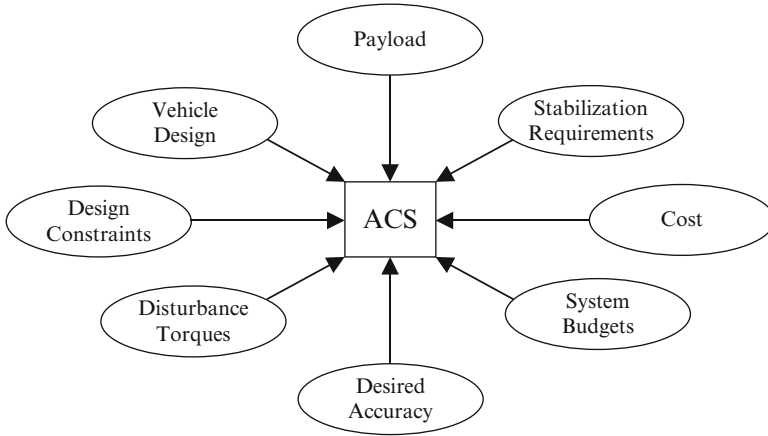 Payload
Vehicle
Design
Stabilization
Requirements
Design
Constraints
ACS
Cost
Disturbance
Torques
System
Budgets
Desired
Accuracy